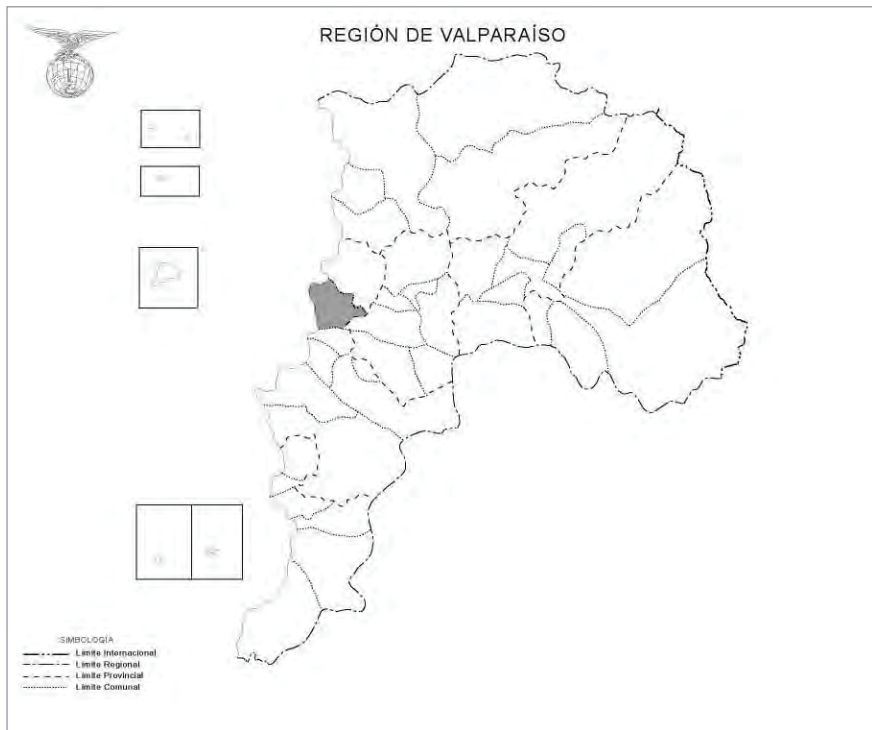 REGIÓN DE VALPARAÍSO
SIMBOLOGÍA
Límite Internacional
Límite Regional
Límite Provincial
Límite Comunal